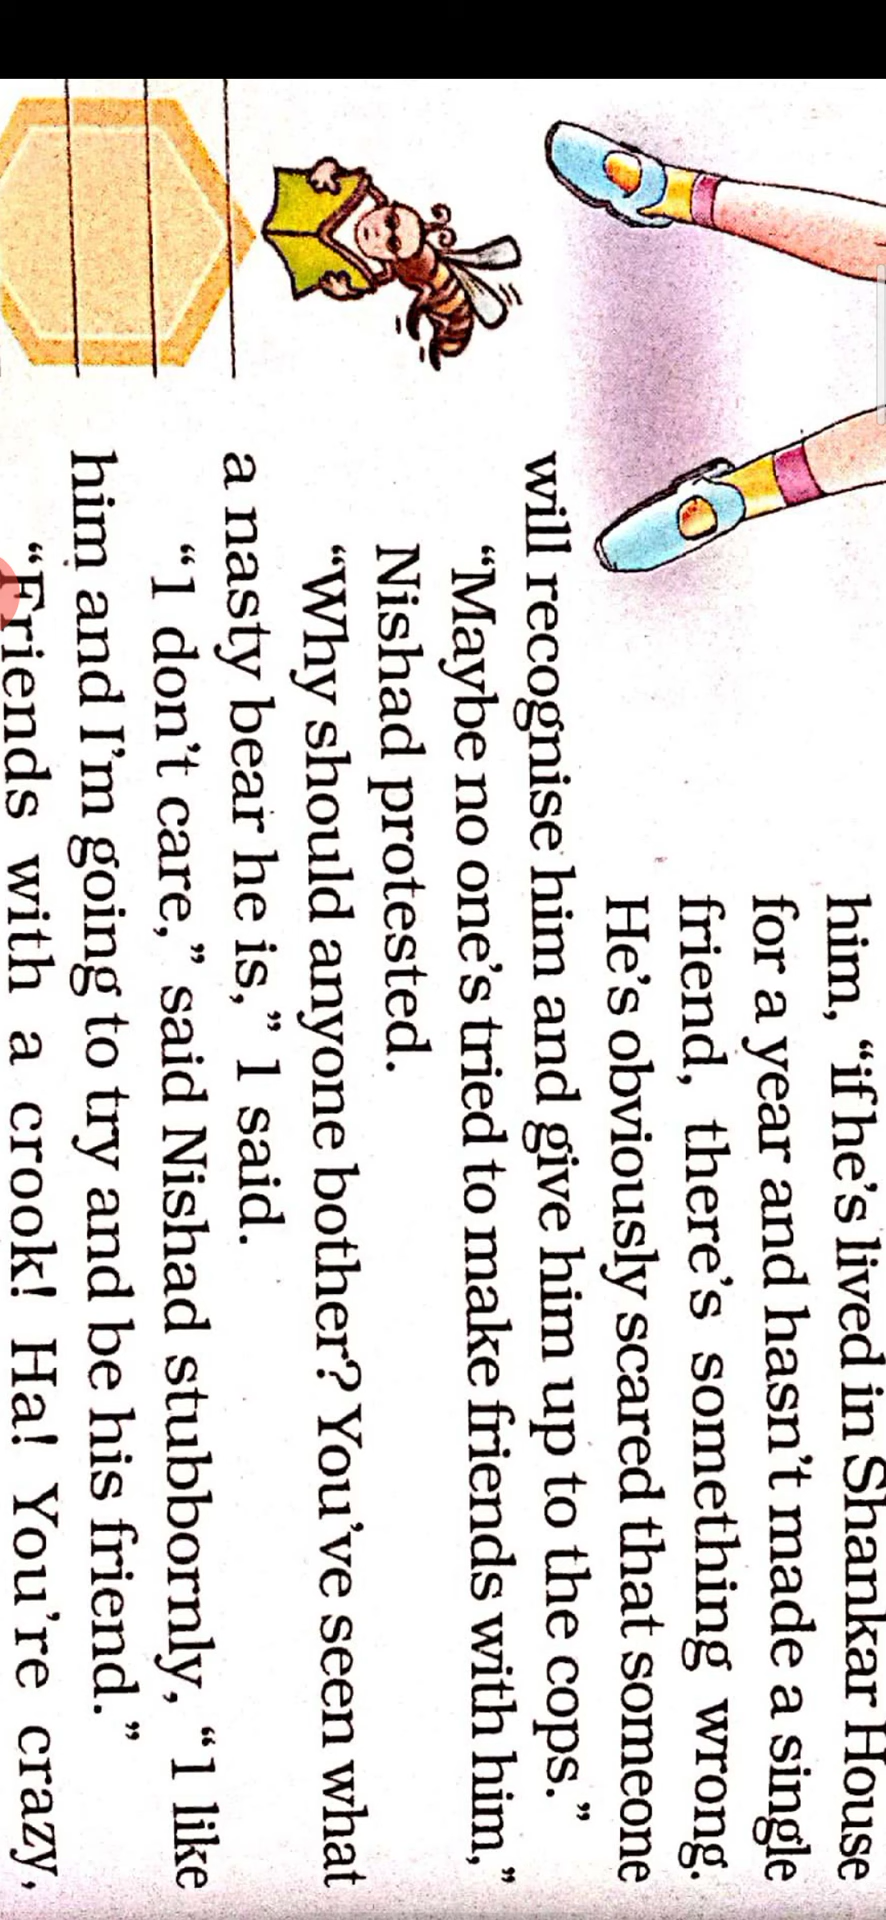 him, “if he’s lived in Shankar House
for a year and hasn’t made a single
friend, there’s something wrong.
He’s obviously scared that someone
will recognise him and give him up to the cops.”
“Maybe no one’s tried to make friends with him,”
Nishad protested.
“Why should anyone bother? You’ve seen what
a nasty bear he is,” I said.
“I don’t care,” said Nishad stubbornly, “I like
him and I’m going to try and be his friend.”
“Friends with a crook! Ha! You’re crazy,